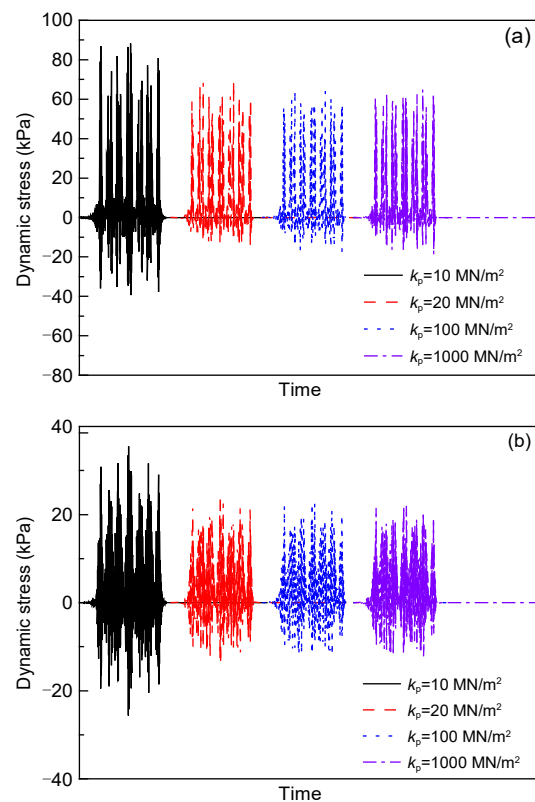 (a)
Dynamic stress (kPa)
100
80
60
40
20
0
−20
−40
−60
−80
kp=10 MN/m²
kp=20 MN/m²
kp=100 MN/m²
kp=1000 MN/m²
Time
(b)
Dynamic stress (kPa)
40
20
0
−20
−40
kp=10 MN/m²
kp=20 MN/m²
kp=100 MN/m²
kp=1000 MN/m²
Time